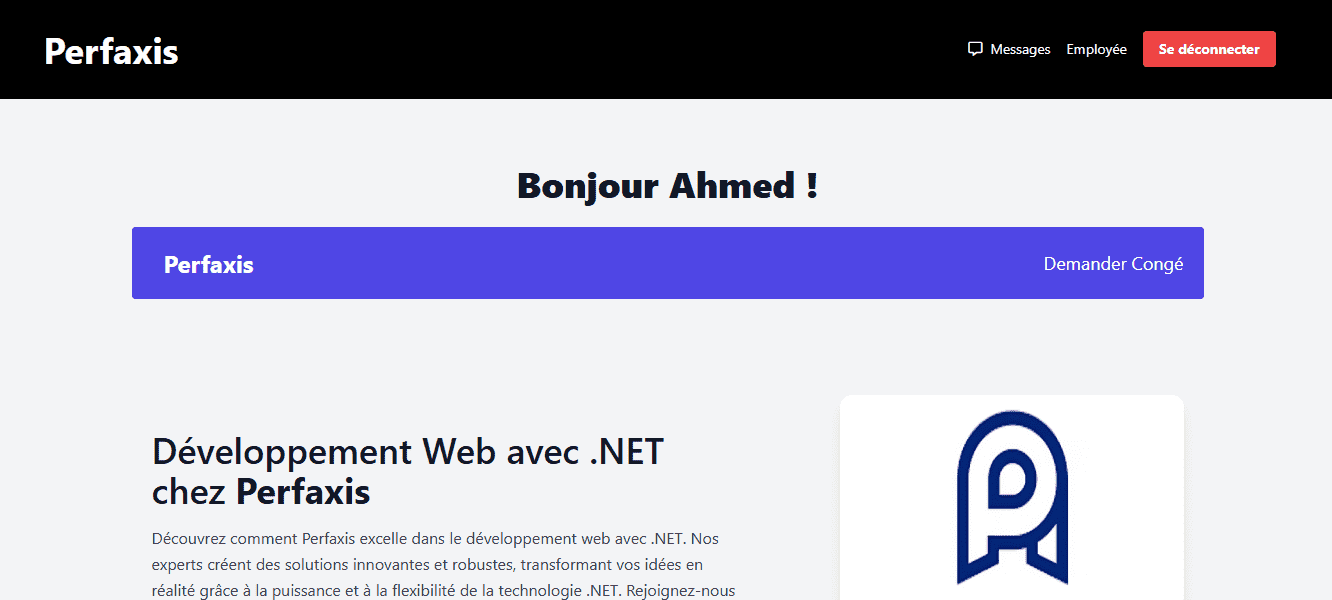 Perfaxis
Messages Employée Se déconnecter
Bonjour Ahmed !
Perfaxis
Demander Congé
Développement Web avec .NET
chez Perfaxis
Découvrez comment Perfaxis excelle dans le développement web avec .NET. Nos
experts créent des solutions innovantes et robustes, transformant vos idées en
réalité grâce à la puissance et à la flexibilité de la technologie .NET. Rejoignez-nous